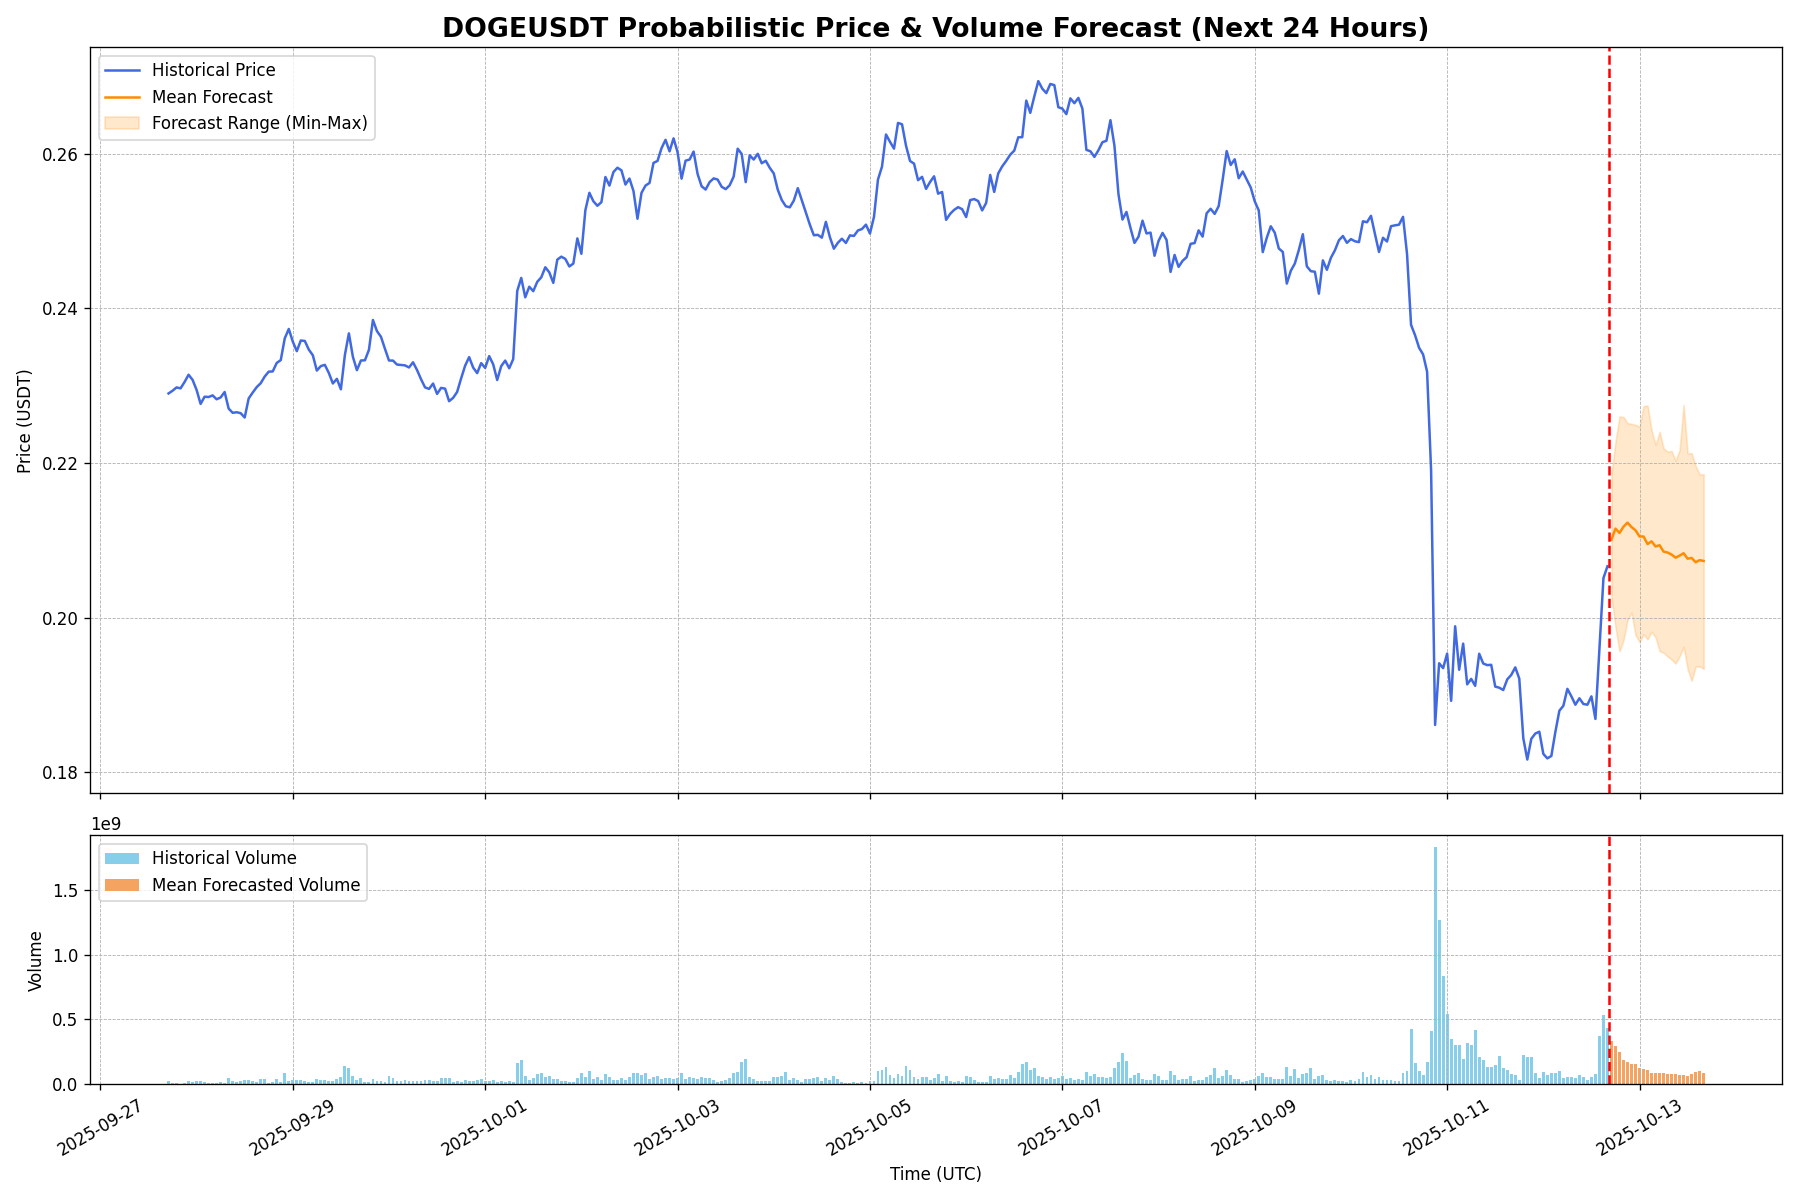 DOGEUSDT Probabilistic Price & Volume Forecast (Next 24 Hours)
Historical Price
Mean Forecast
Forecast Range (Min-Max)
0.26
0.24
0.22
0.20
0.18
Price (USDT)
1e9
Historical Volume
Mean Forecasted Volume
1.5
1.0
0.5
0.0
Volume
2025-09-27
2025-09-29
2025-10-01
2025-10-03
2025-10-05
2025-10-07
2025-10-09
2025-10-11
2025-10-13
Time (UTC)